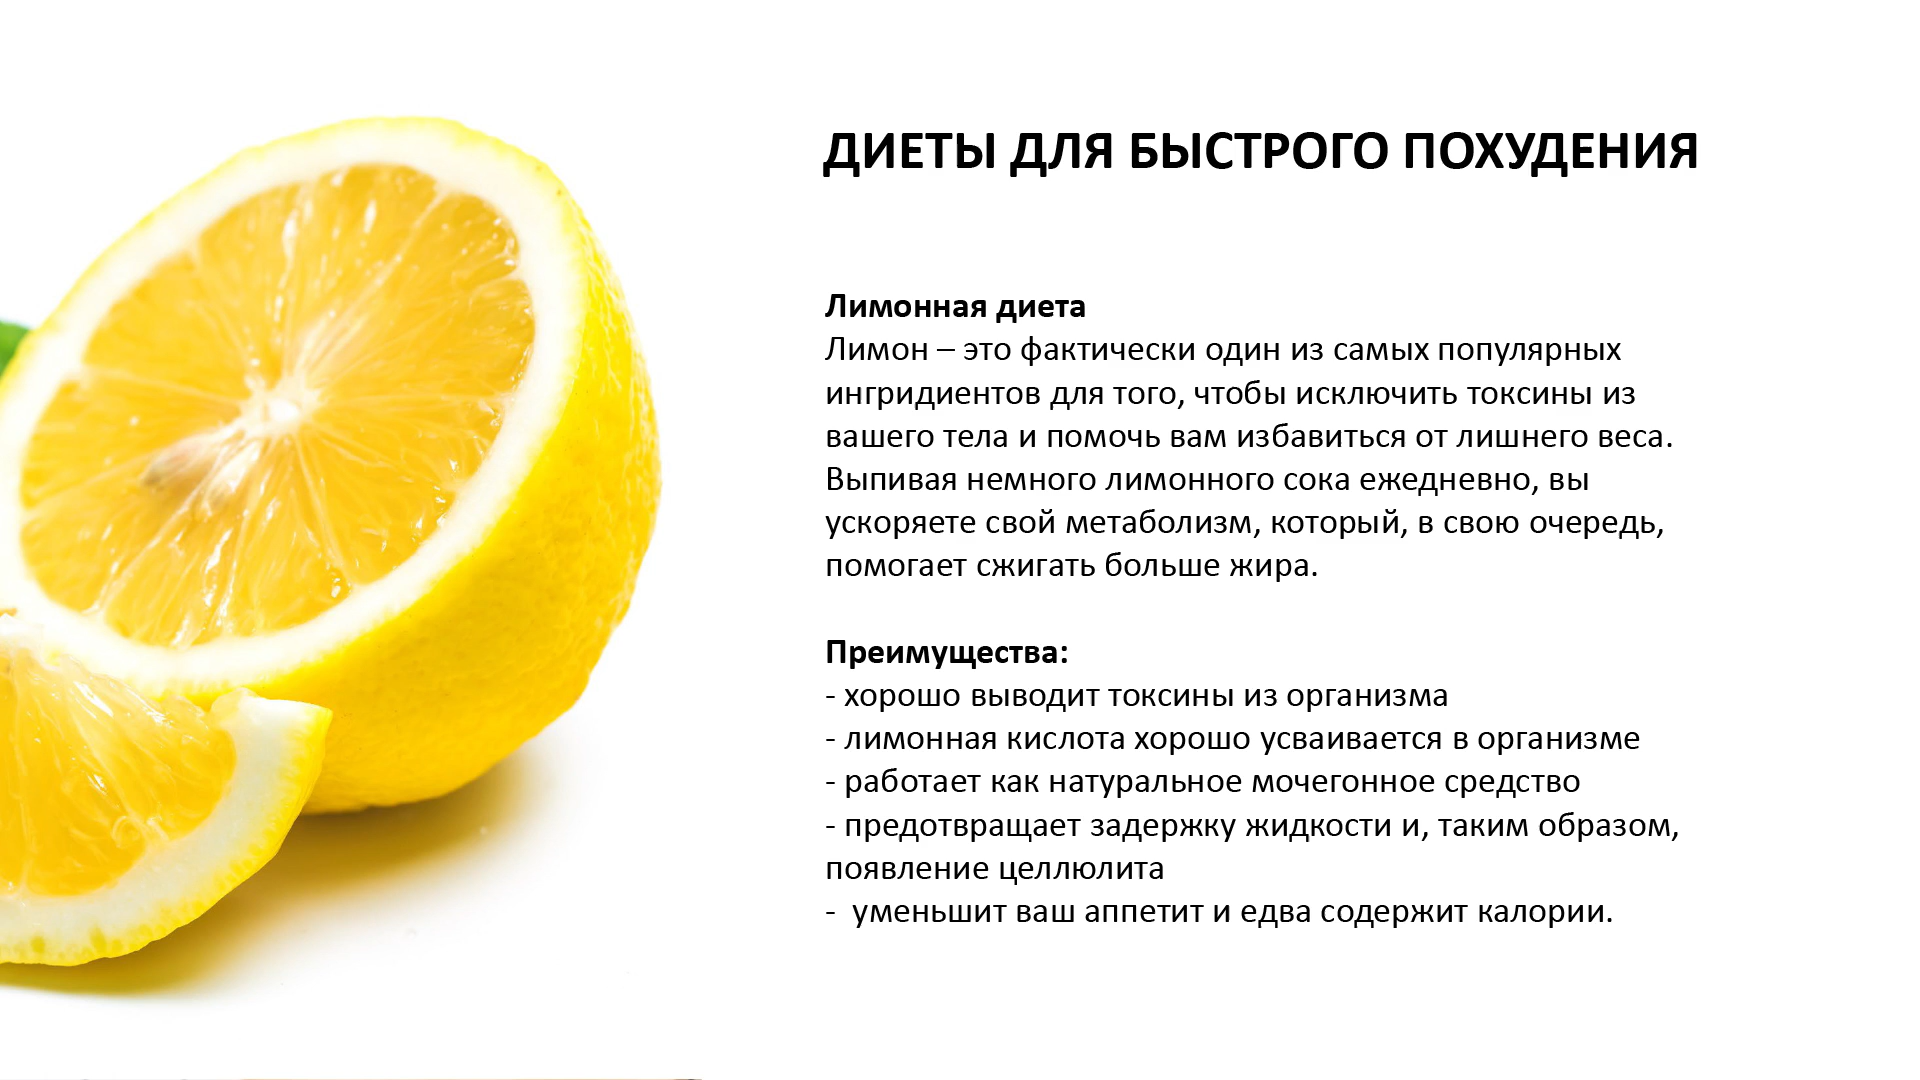 ДИЕТЫ ДЛЯ БЫСТРОГО ПОХУДЕНИЯ
Лимонная диета
Лимон – это фактически один из самых популярных
ингридиентов для того, чтобы исключить токсины из
вашего тела и помочь вам избавиться от лишнего веса.
Выпивая немного лимонного сока ежедневно, вы
ускоряете свой метаболизм, который, в свою очередь,
помогает сжигать больше жира.
Преимущества:
- хорошо выводит токсины из организма
- лимонная кислота хорошо усваивается в организме
- работает как натуральное мочегонное средство
- предотвращает задержку жидкости и, таким образом,
появление целлюлита
-  уменьшит ваш аппетит и едва содержит калории.